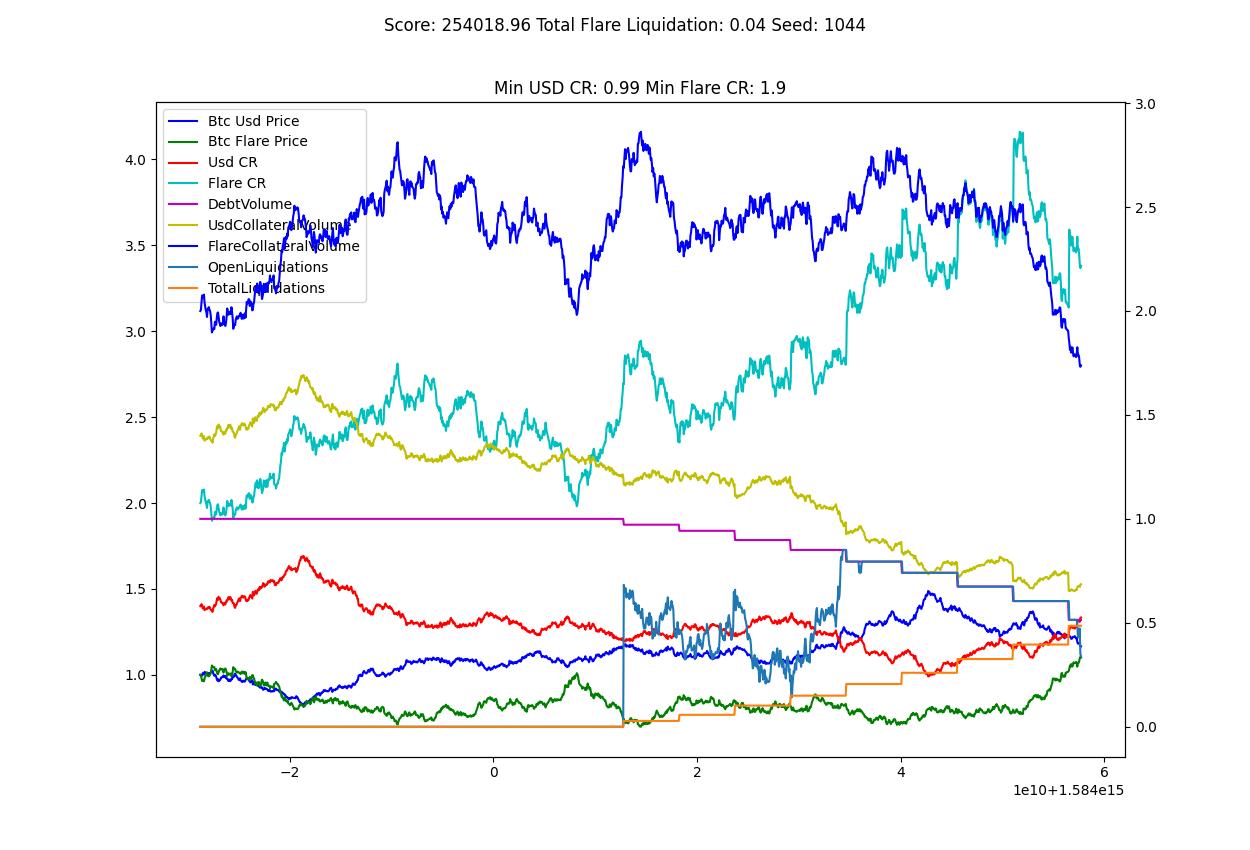 Score: 254018.96 Total Flare Liquidation: 0.04 Seed: 1044
Min USD CR: 0.99 Min Flare CR: 1.9
Btc Usd Price
Btc Flare Price
Usd CR
Flare CR
DebtVolume
UsdCollateralVolume
FlareCollateralVolume
OpenLiquidations
TotalLiquidations
4.0
3.5
3.0
2.5
2.0
1.5
1.0
3.0
2.5
2.0
1.5
1.0
0.5
0.0
−2 0 2 4 6
1e10+1.584e15